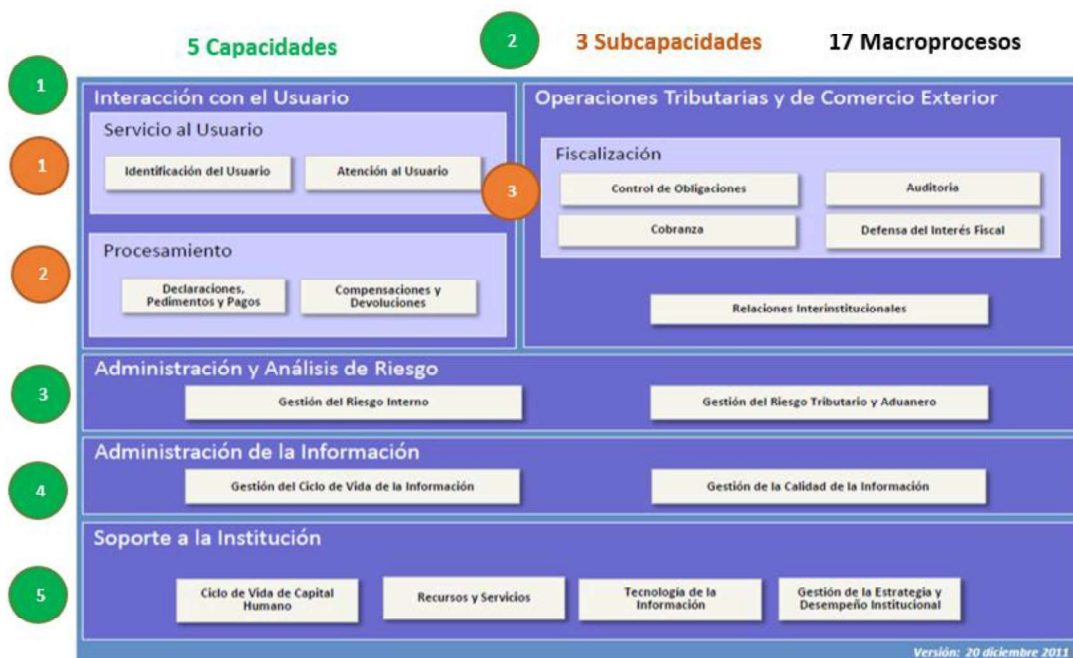 5 Capacidades
2
3 Subcapacidades
17 Macroprocesos
1
Interacción con el Usuario
Servicio al Usuario
1
Identificación del Usuario
Atención al Usuario
Procesamiento
2
Declaraciones,
Pedimentos y Pagos
Compensaciones y
Devoluciones
Operaciones Tributarias y de Comercio Exterior
3
Fiscalización
Control de Obligaciones
Auditoria
Cobranza
Defensa del Interés Fiscal
Relaciones Interinstitucionales
3
Administración y Análisis de Riesgo
Gestión del Riesgo Interno
Gestión del Riesgo Tributario y Aduanero
4
Administración de la Información
Gestión del Ciclo de Vida de la Información
Gestión de la Calidad de la Información
5
Soporte a la Institución
Ciclo de Vida de Capital
Humano
Recursos y Servicios
Tecnología de la
Información
Gestión de la Estrategia y
Desempeño Institucional
Versión: 20 diciembre 2011